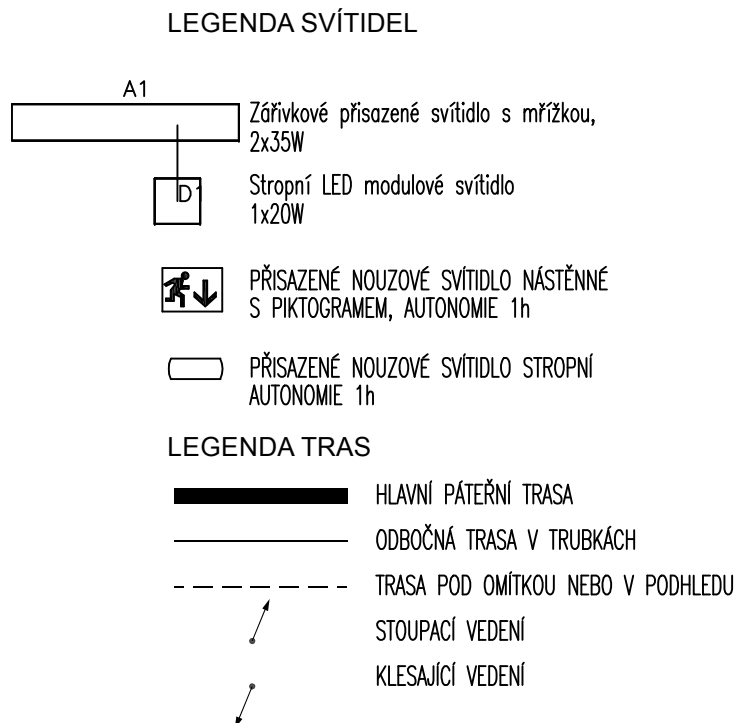 LEGENDA SVÍTIDEL
A1
Zářivkové přisazené svítidlo s mřížkou,
2x35W
D1
Stropní LED modulové svítidlo
1x20W
PŘISAZENÉ NOUZOVÉ SVÍTIDLO NÁSTĚNNÉ
S PIKTOGRAMEM, AUTONOMIE 1h
PŘISAZENÉ NOUZOVÉ SVÍTIDLO STROPNÍ
AUTONOMIE 1h
LEGENDA TRAS
HLAVNÍ PÁTEŘNÍ TRASA
ODBOČNÁ TRASA V TRUBKÁCH
TRASA POD OMÍTKOU NEBO V PODHLEDU
STOUPACÍ VEDENÍ
KLESAJÍCÍ VEDENÍ